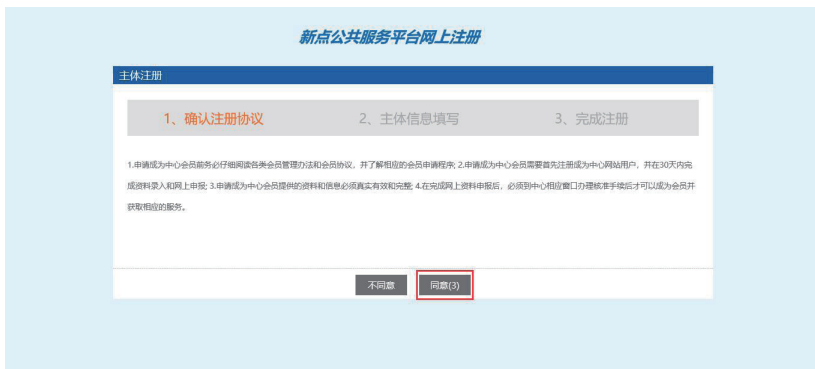 新点公共服务平台网上注册
主体注册
1、确认注册协议 2、主体信息填写 3、完成注册
1.申请成为中心会员前务必仔细阅读各类会员管理办法和会员协议，并了解相应的会员申请程序; 2.申请成为中心会员需要首先注册成为中心网站用户，并在30天内完
成资料录入和网上申报; 3.申请成为中心会员提供的资料和信息必须真实有效和完整; 4.在完成网上资料申报后，必须到中心相应窗口办理核准手续后才可以成为会员并
获取相应的服务。
不同意 同意(3)